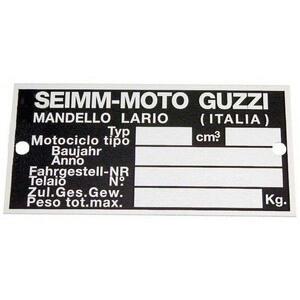 SEIMM-MOTO GUZZI
MANDELLO LARIO (ITALIA)
Typ
Motociclo tipo cm³
Baujahr
Anno
Fahrgestell-NR
Telaio N°
Zul.Ges.Gew.
Peso tot.max. Kg.